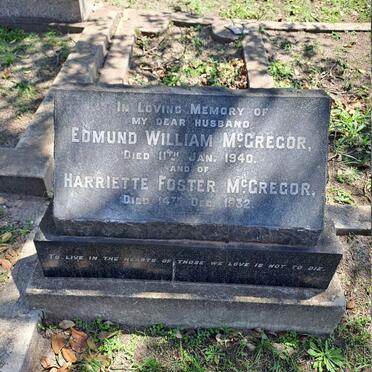 In Loving Memory of
my dear husband
Edmund William McGregor,
Died 11th Jan. 1940.
and of
Harriette Foster McGregor,
Died 14th Dec. 1932
To live in the hearts of those we love is not to die.